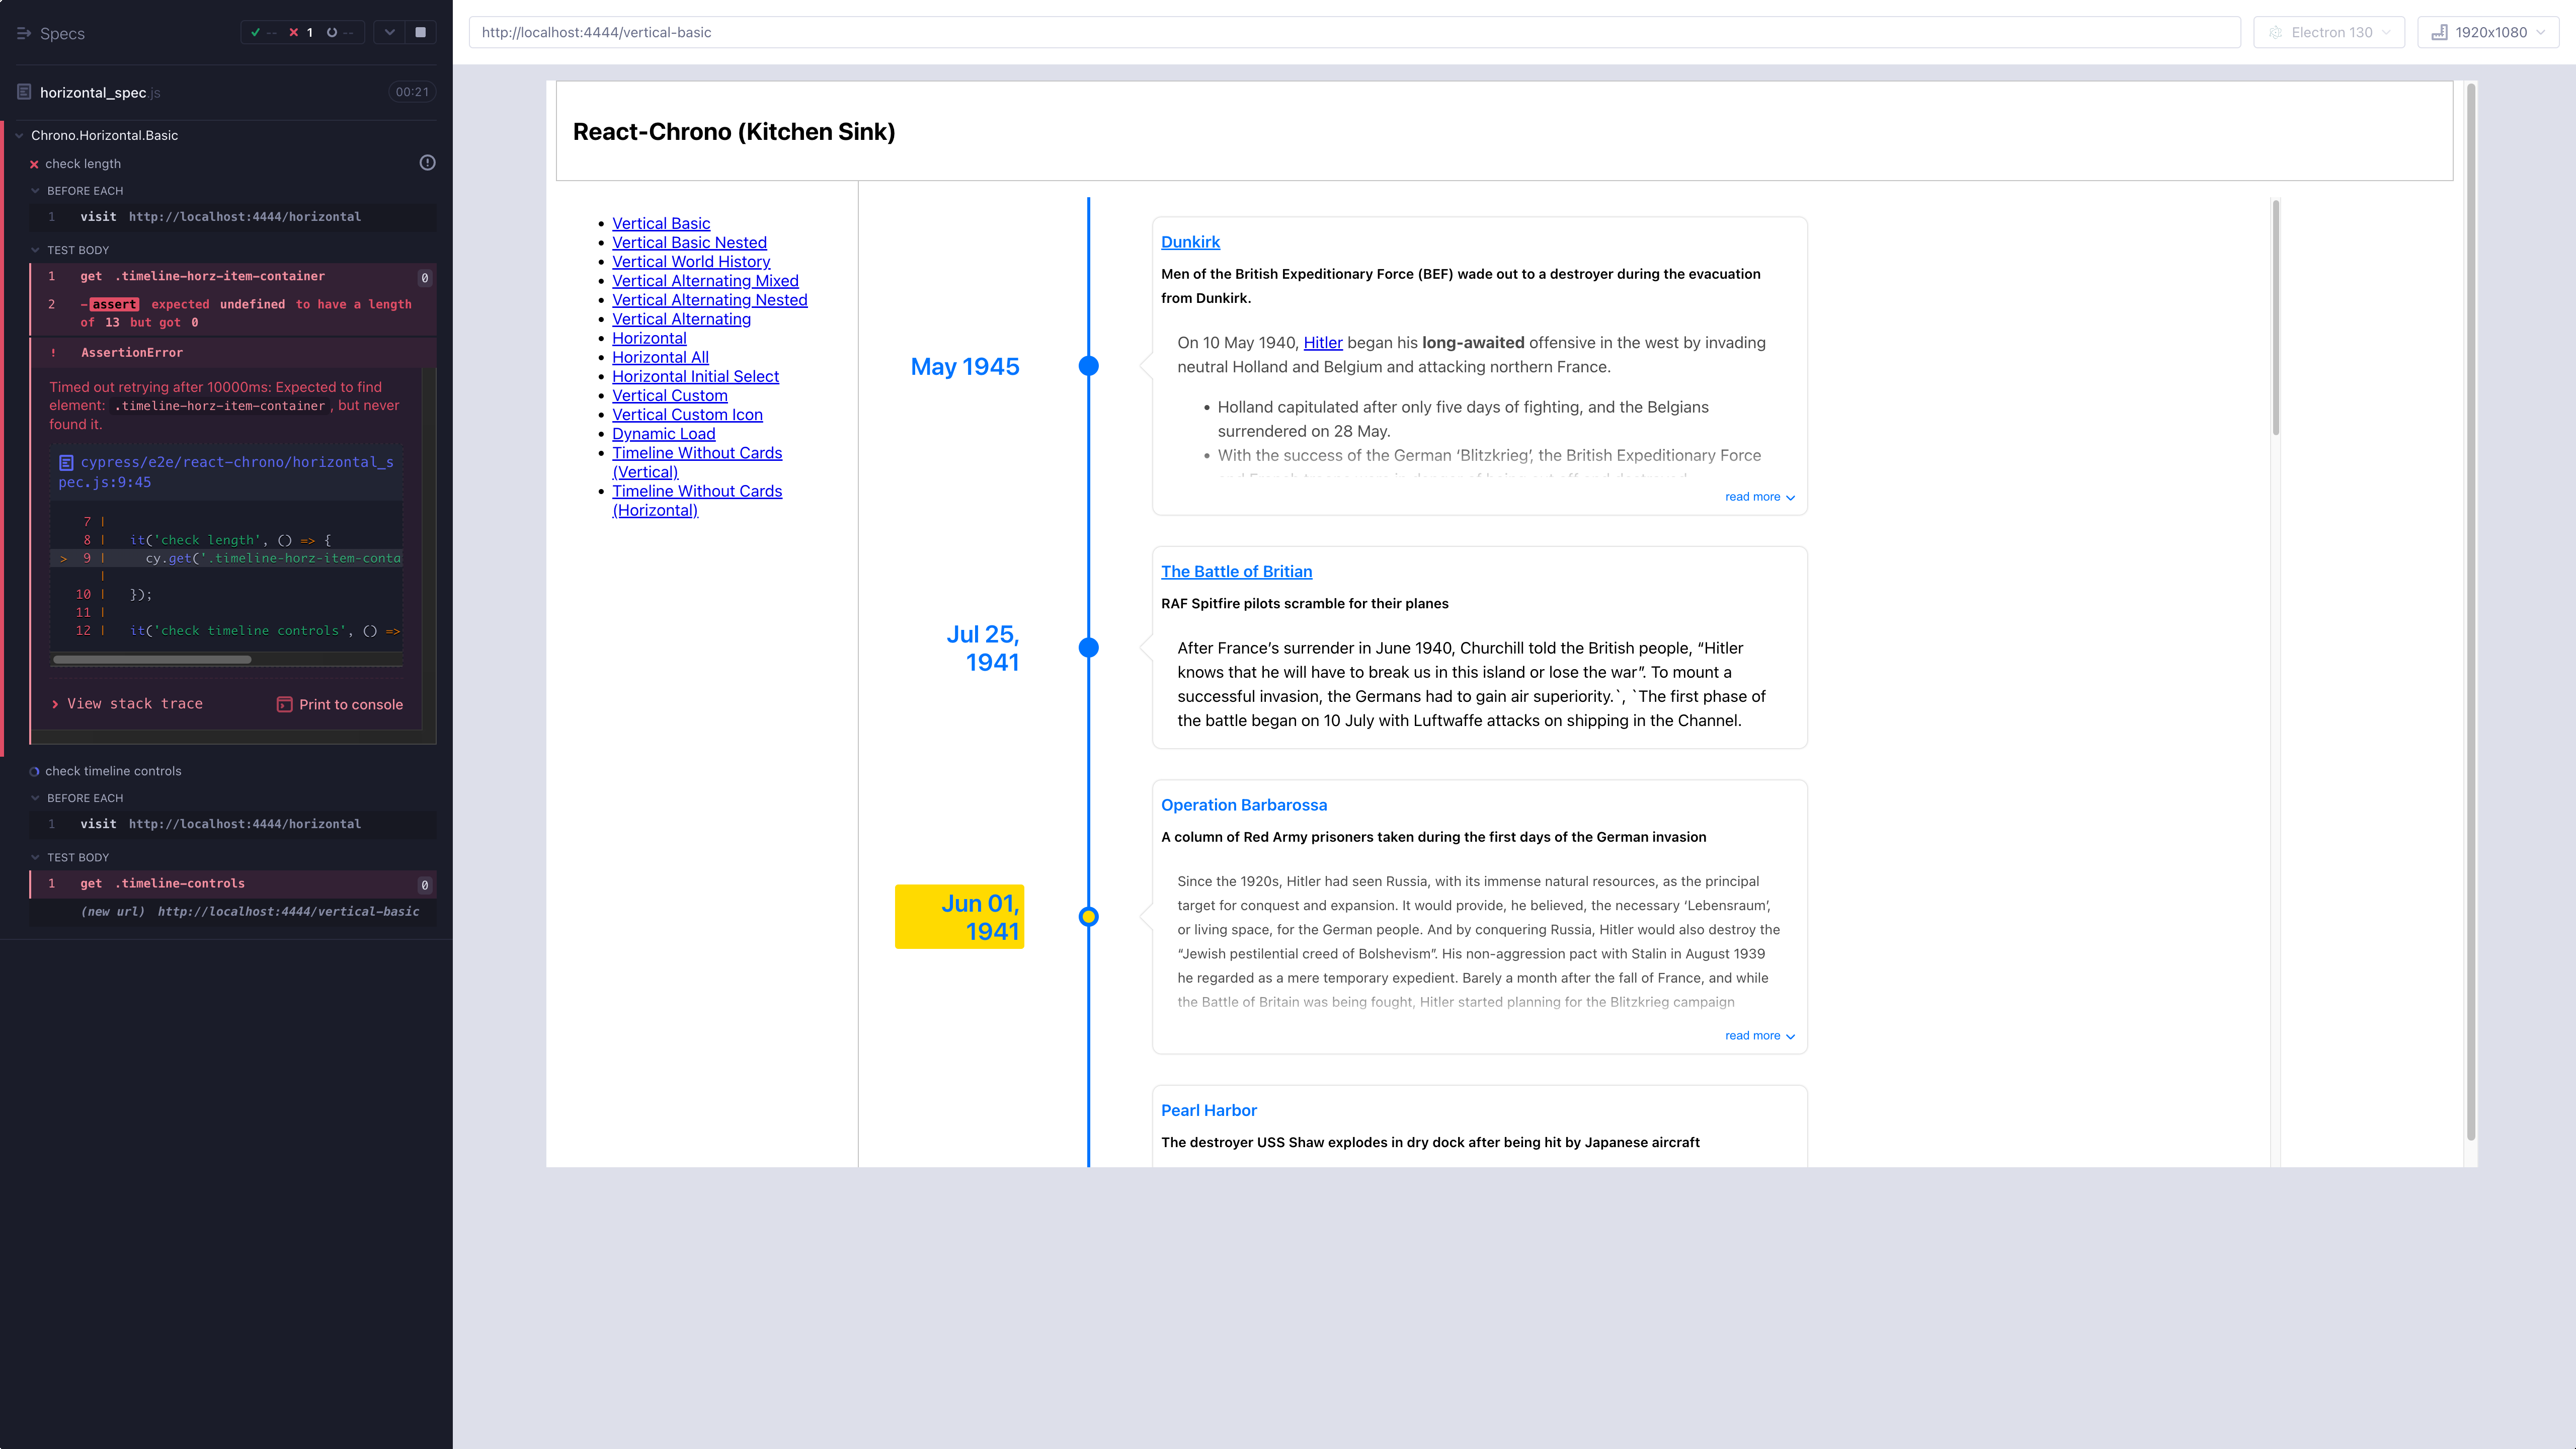 Specs
-- 1 --
horizontal_spec.js
00:21
Chrono.Horizontal.Basic
check length
BEFORE EACH
1 visit http://localhost:4444/horizontal
TEST BODY
1 get .timeline-horz-item-container 0
2 -assert expected undefined to have a length
of 13 but got 0
! AssertionError
Timed out retrying after 10000ms: Expected to find
element: .timeline-horz-item-container, but never
found it.
cypress/e2e/react-chrono/horizontal_s
pec.js:9:45
7 |
8 | it('check length', () => {
> 9 | cy.get('.timeline-horz-item-conta
|
10 | });
11 |
12 | it('check timeline controls', () =>
View stack trace
Print to console
check timeline controls
BEFORE EACH
1 visit http://localhost:4444/horizontal
TEST BODY
1 get .timeline-controls 0
(new url) http://localhost:4444/vertical-basic
http://localhost:4444/vertical-basic
Electron 130
1920x1080
React-Chrono (Kitchen Sink)
Vertical Basic
Vertical Basic Nested
Vertical World History
Vertical Alternating Mixed
Vertical Alternating Nested
Vertical Alternating
Horizontal
Horizontal All
Horizontal Initial Select
Vertical Custom
Vertical Custom Icon
Dynamic Load
Timeline Without Cards
(Vertical)
Timeline Without Cards
(Horizontal)
May 1945
Dunkirk
Men of the British Expeditionary Force (BEF) wade out to a destroyer during the evacuation
from Dunkirk.
On 10 May 1940, Hitler began his long-awaited offensive in the west by invading
neutral Holland and Belgium and attacking northern France.
• Holland capitulated after only five days of fighting, and the Belgians
surrendered on 28 May.
• With the success of the German ‘Blitzkrieg’, the British Expeditionary Force
and French troops were in danger of being cut off and destroyed.
read more
Jul 25,
1941
The Battle of Britian
RAF Spitfire pilots scramble for their planes
After France’s surrender in June 1940, Churchill told the British people, “Hitler
knows that he will have to break us in this island or lose the war”. To mount a
successful invasion, the Germans had to gain air superiority.`, `The first phase of
the battle began on 10 July with Luftwaffe attacks on shipping in the Channel.
Jun 01,
1941
Operation Barbarossa
A column of Red Army prisoners taken during the first days of the German invasion
Since the 1920s, Hitler had seen Russia, with its immense natural resources, as the principal
target for conquest and expansion. It would provide, he believed, the necessary ‘Lebensraum’,
or living space, for the German people. And by conquering Russia, Hitler would also destroy the
“Jewish pestilential creed of Bolshevism”. His non-aggression pact with Stalin in August 1939
he regarded as a mere temporary expedient. Barely a month after the fall of France, and while
the Battle of Britain was being fought, Hitler started planning for the Blitzkrieg campaign
read more
Pearl Harbor
The destroyer USS Shaw explodes in dry dock after being hit by Japanese aircraft